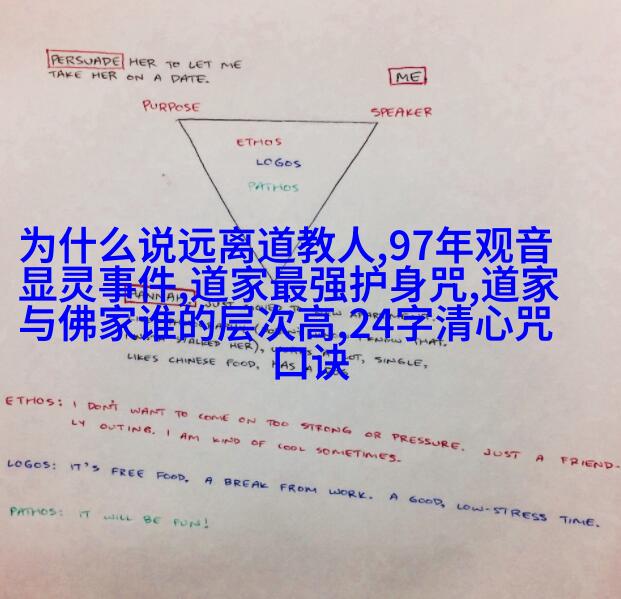 PERSUADE HER TO LET ME
TAKE HER ON A DATE.
ME
PURPOSE
SPEAKER
ETHOS
LOGOS
PATHOS
为什么说远离道教人,97年观音
显灵事件,道家最强护身咒,道家
与佛家谁的层次高,24字清心咒
口诀
HANNAH
STALKED HER),
THAT.
LIKES CHINESE FOOD, HAS A
SINGLE,
ETHOS: I DON'T WANT TO COME ON TOO STRONG OR PRESSURE. JUST A FRIEND-
LY OUTING. I AM KIND OF COOL SOMETIMES.
LOGOS: IT'S FREE FOOD. A BREAK FROM WORK. A GOOD, LOW-STRESS TIME.
PATHOS: IT WILL BE FUN!